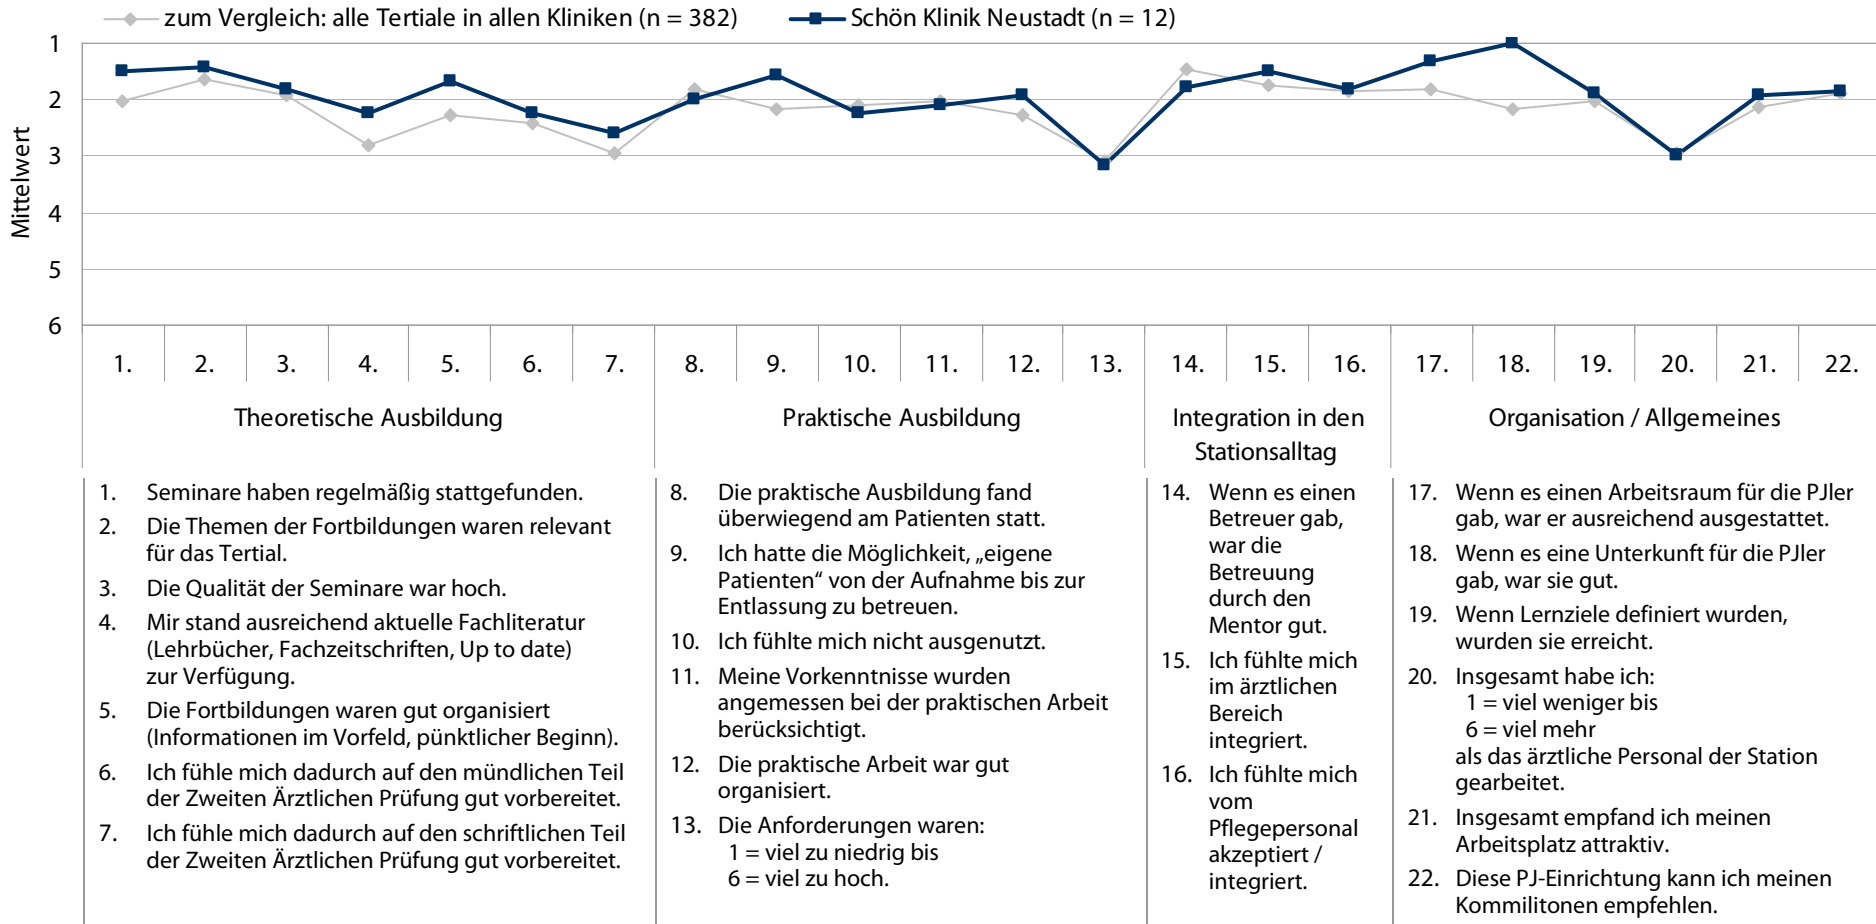 zum Vergleich: alle Tertiale in allen Kliniken (n = 382)
Schön Klinik Neustadt (n = 12)
Mittelwert
1
2
3
4
5
6
1. 2. 3. 4. 5. 6. 7. 8. 9. 10. 11. 12. 13. 14. 15. 16. 17. 18. 19. 20. 21. 22.
Theoretische Ausbildung
Praktische Ausbildung
Integration in den
Stationsalltag
Organisation / Allgemeines
1. Seminare haben regelmäßig stattgefunden.
2. Die Themen der Fortbildungen waren relevant
für das Tertial.
3. Die Qualität der Seminare war hoch.
4. Mir stand ausreichend aktuelle Fachliteratur
(Lehrbücher, Fachzeitschriften, Up to date)
zur Verfügung.
5. Die Fortbildungen waren gut organisiert
(Informationen im Vorfeld, pünktlicher Beginn).
6. Ich fühle mich dadurch auf den mündlichen Teil
der Zweiten Ärztlichen Prüfung gut vorbereitet.
7. Ich fühle mich dadurch auf den schriftlichen Teil
der Zweiten Ärztlichen Prüfung gut vorbereitet.
8. Die praktische Ausbildung fand
überwiegend am Patienten statt.
9. Ich hatte die Möglichkeit, „eigene
Patienten“ von der Aufnahme bis zur
Entlassung zu betreuen.
10. Ich fühlte mich nicht ausgenutzt.
11. Meine Vorkenntnisse wurden
angemessen bei der praktischen Arbeit
berücksichtigt.
12. Die praktische Arbeit war gut
organisiert.
13. Die Anforderungen waren:
1 = viel zu niedrig bis
6 = viel zu hoch.
14. Wenn es einen
Betreuer gab,
war die
Betreuung
durch den
Mentor gut.
15. Ich fühlte mich
im ärztlichen
Bereich
integriert.
16. Ich fühlte mich
vom
Pflegepersonal
akzeptiert /
integriert.
17. Wenn es einen Arbeitsraum für die PJler
gab, war er ausreichend ausgestattet.
18. Wenn es eine Unterkunft für die PJler
gab, war sie gut.
19. Wenn Lernziele definiert wurden,
wurden sie erreicht.
20. Insgesamt habe ich:
1 = viel weniger bis
6 = viel mehr
als das ärztliche Personal der Station
gearbeitet.
21. Insgesamt empfand ich meinen
Arbeitsplatz attraktiv.
22. Diese PJ-Einrichtung kann ich meinen
Kommilitonen empfehlen.